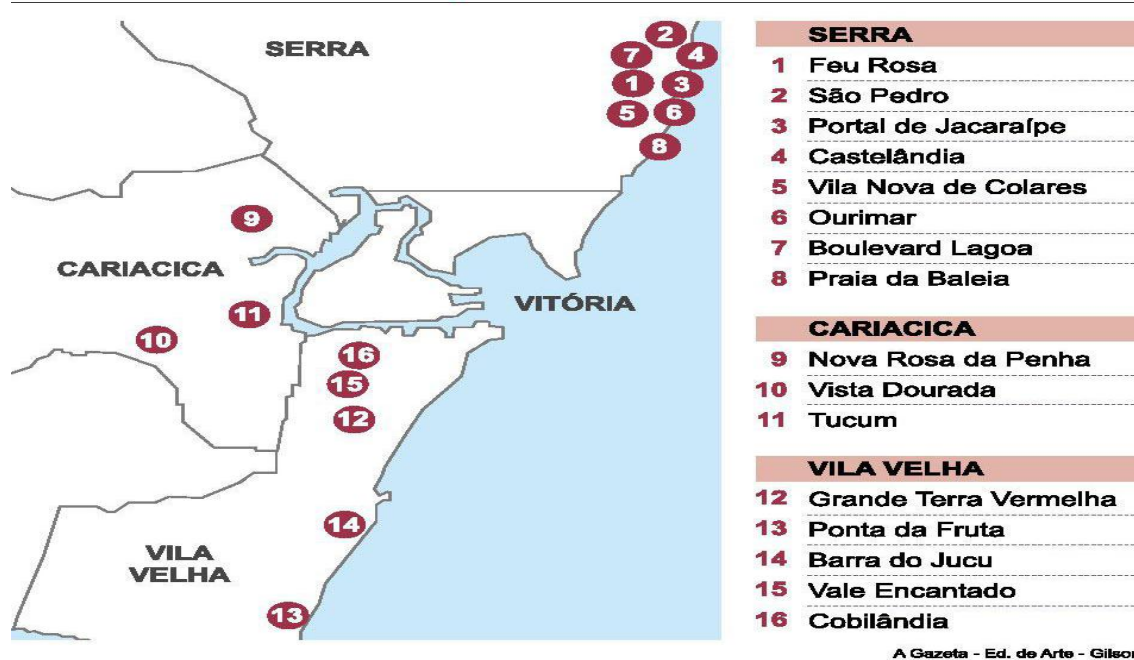 SERRA
2
7
4
1
3
5
6
8
9
CARIACICA
VITÓRIA
11
10
16
15
12
14
VILA
VELHA
13
SERRA
1 Feu Rosa
2 São Pedro
3 Portal de Jacaraípe
4 Castelândia
5 Vila Nova de Colares
6 Ourimar
7 Boulevard Lagoa
8 Praia da Baleia
CARIACICA
9 Nova Rosa da Penha
10 Vista Dourada
11 Tucum
VILA VELHA
12 Grande Terra Vermelha
13 Ponta da Fruta
14 Barra do Jucu
15 Vale Encantado
16 Cobilândia
A Gazeta - Ed. de Arte - Gilson